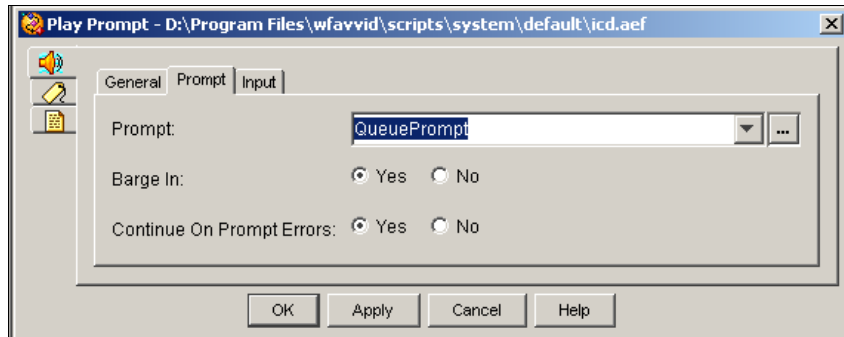 Play Prompt - D:\Program Files\wfavvid\scripts\system\default\icd.aef
General Prompt Input
Prompt: QueuePrompt ...
Barge In: Yes No
Continue On Prompt Errors: Yes No
OK Apply Cancel Help